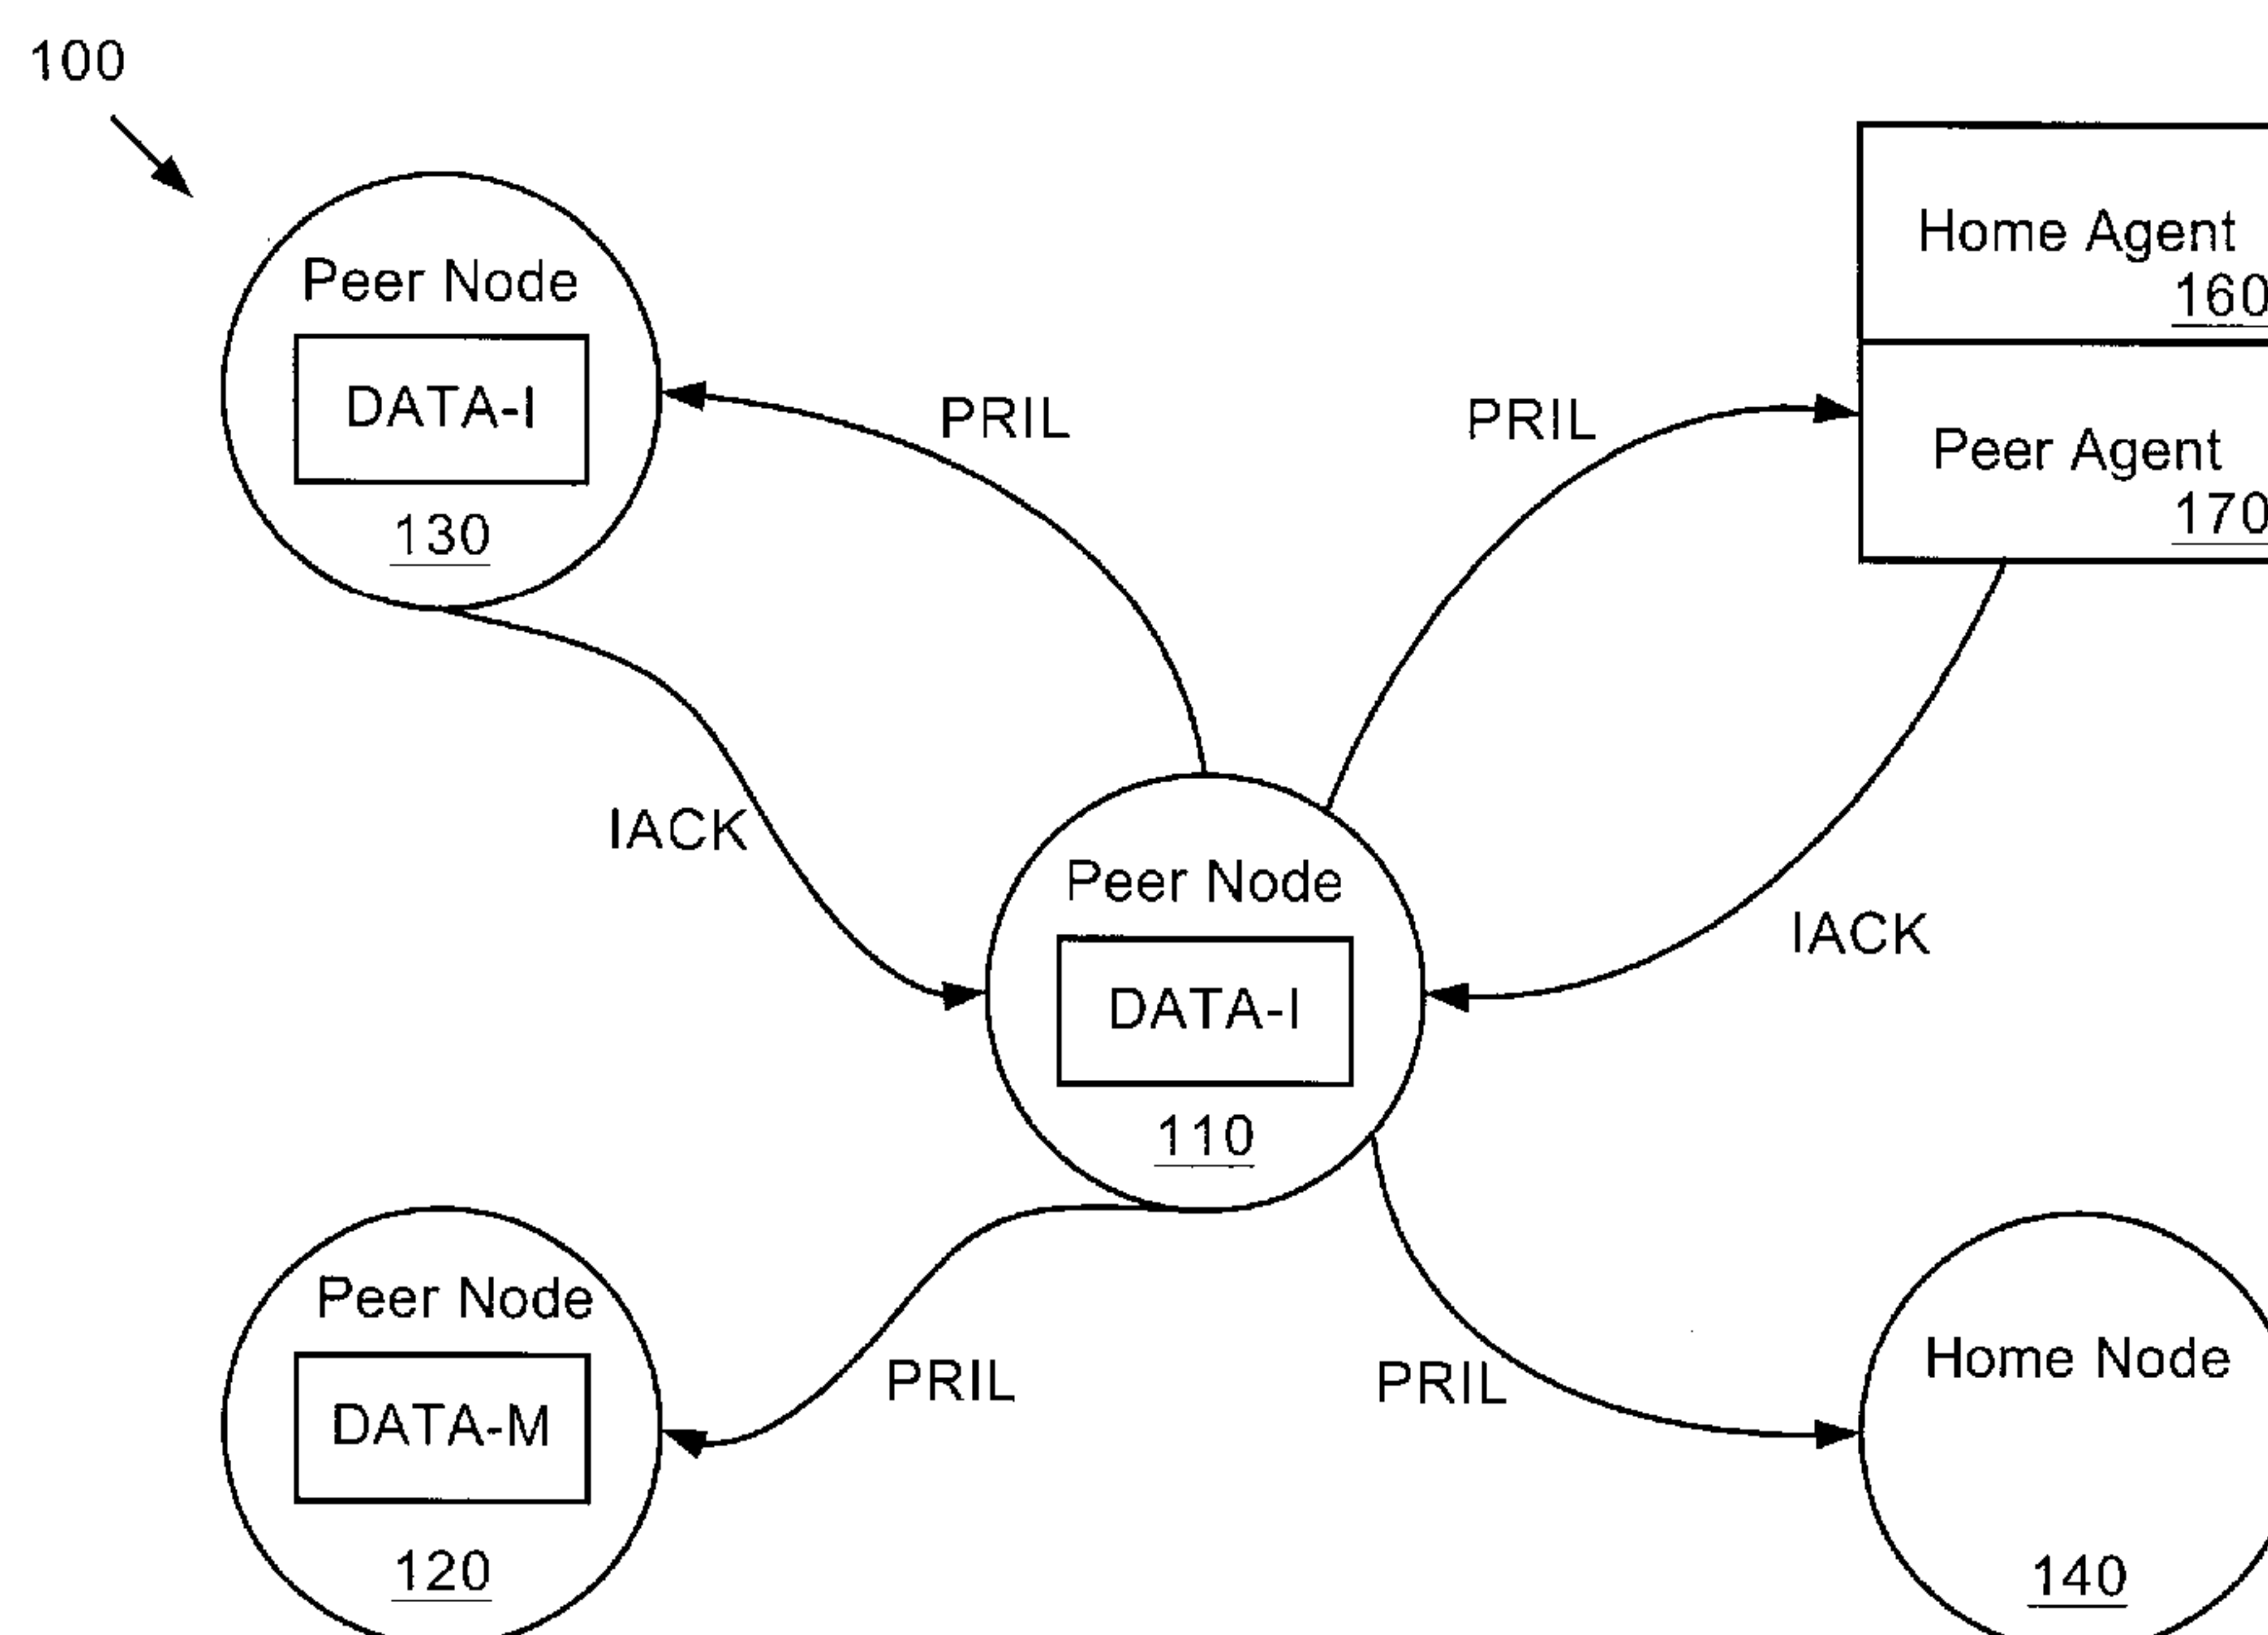 100
Peer Node
DATA-I
130
PRIL
PRIL
Home Agent
160
Peer Agent
170
IACK
IACK
Peer Node
DATA-I
110
PRIL
PRIL
Peer Node
DATA-M
120
Home Node
140